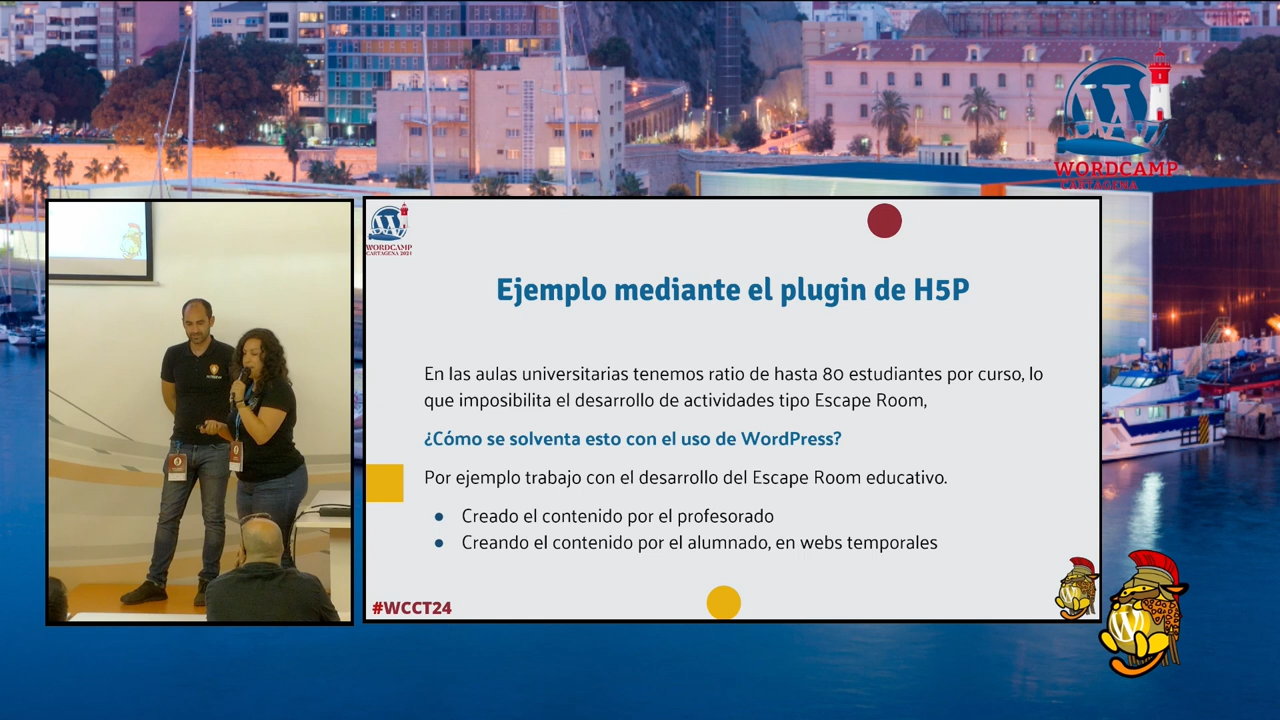 WORDCAMP
CARTAGENA
WORDCAMP
CARTAGENA 2024
Ejemplo mediante el plugin de H5P
En las aulas universitarias tenemos ratio de hasta 80 estudiantes por curso, lo
que imposibilita el desarrollo de actividades tipo Escape Room,
¿Cómo se solventa esto con el uso de WordPress?
Por ejemplo trabajo con el desarrollo del Escape Room educativo.
● Creado el contenido por el profesorado
● Creando el contenido por el alumnado, en webs temporales
#WCCT24